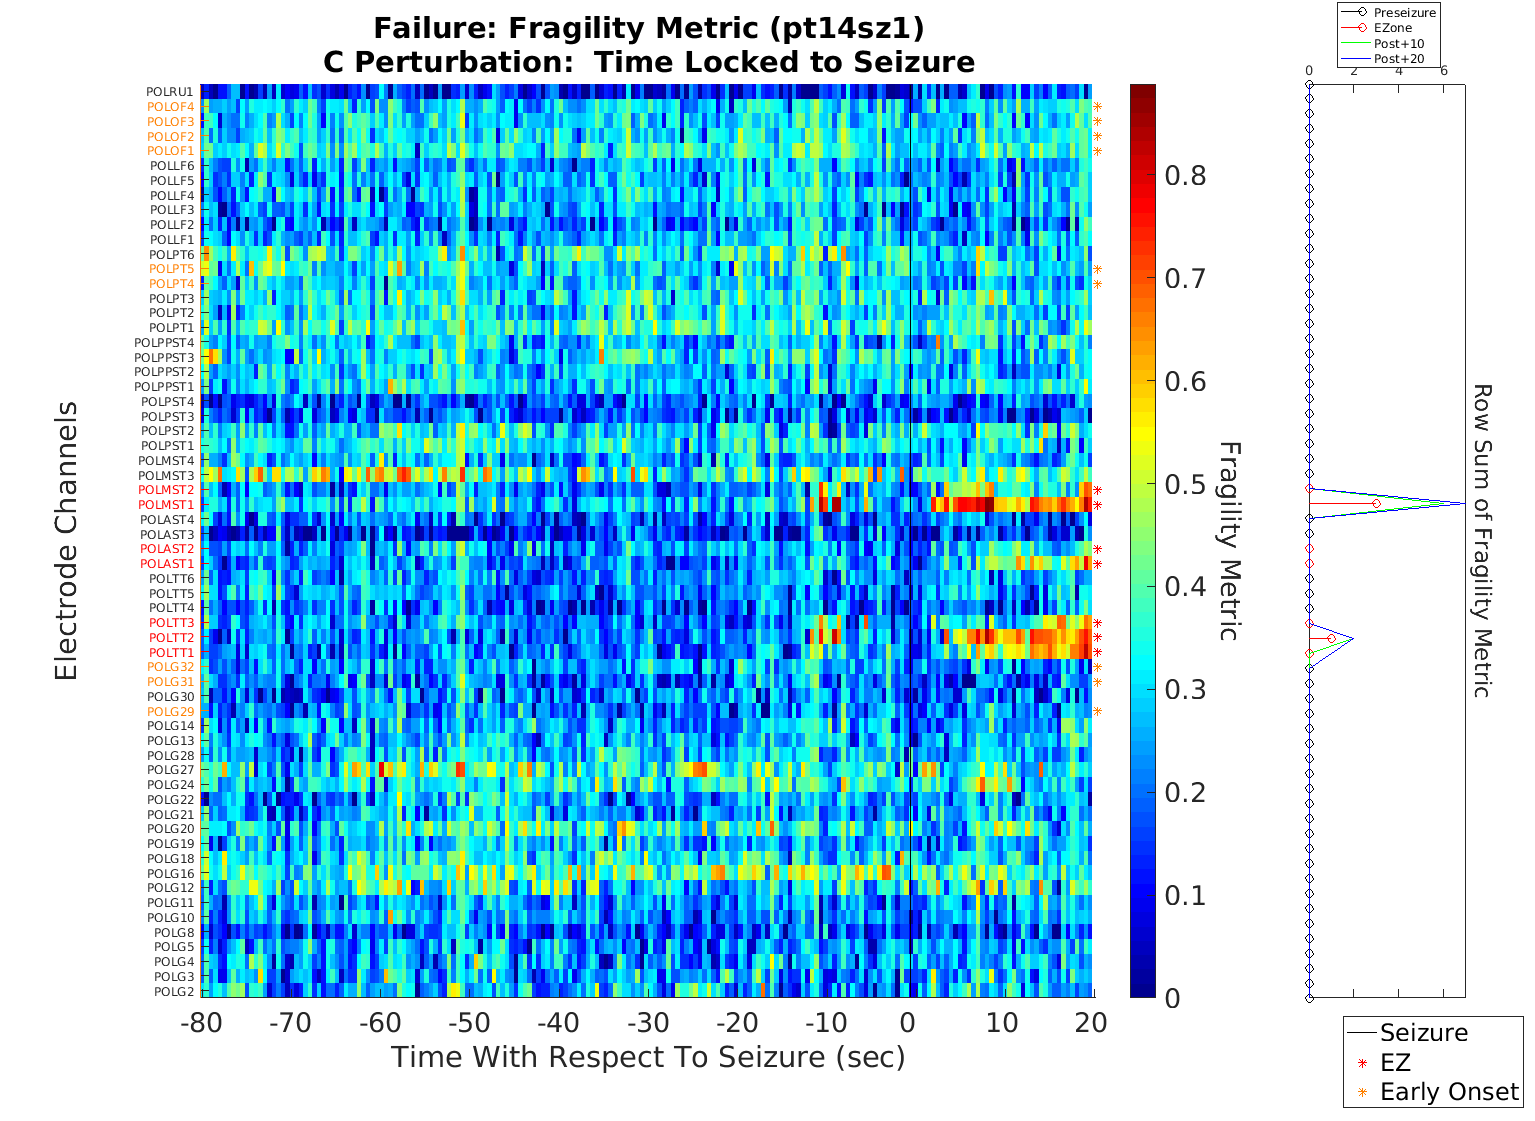 Failure: Fragility Metric (pt14sz1)
C Perturbation:  Time Locked to Seizure
Preseizure
EZone
Post+10
Post+20
0 2 4 6
POLRU1
POLOF4
POLOF3
POLOF2
POLOF1
POLLF6
POLLF5
POLLF4
POLLF3
POLLF2
POLLF1
POLPT6
POLPT5
POLPT4
POLPT3
POLPT2
POLPT1
POLPPST4
POLPPST3
POLPPST2
POLPPST1
POLPST4
POLPST3
POLPST2
POLPST1
POLMST4
POLMST3
POLMST2
POLMST1
POLAST4
POLAST3
POLAST2
POLAST1
POLTT6
POLTT5
POLTT4
POLTT3
POLTT2
POLTT1
POLG32
POLG31
POLG30
POLG29
POLG14
POLG13
POLG28
POLG27
POLG24
POLG22
POLG21
POLG20
POLG19
POLG18
POLG16
POLG12
POLG11
POLG10
POLG8
POLG5
POLG4
POLG3
POLG2
Electrode Channels
-80 -70 -60 -50 -40 -30 -20 -10 0 10 20
Time With Respect To Seizure (sec)
0.8
0.7
0.6
0.5
0.4
0.3
0.2
0.1
0
Fragility Metric
Row Sum of Fragility Metric
Seizure
EZ
Early Onset